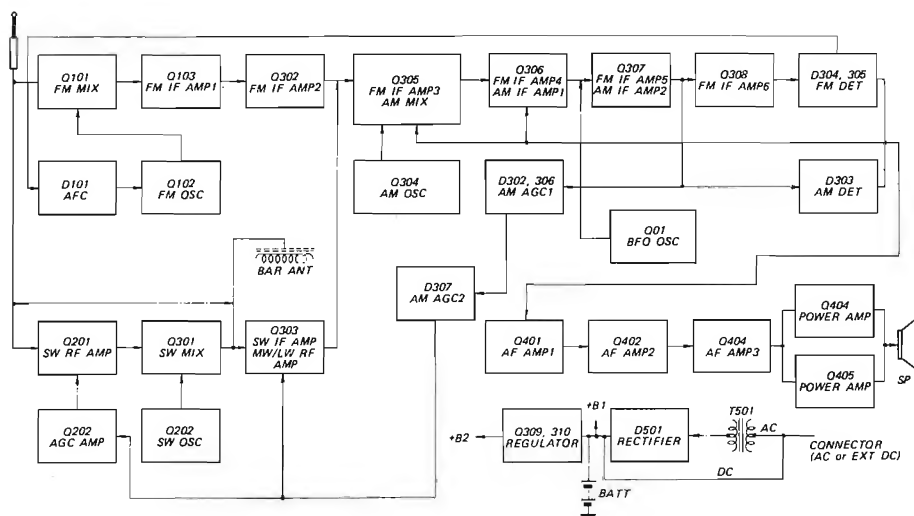 Q101
FM MIX
Q103
FM IF AMP1
Q302
FM IF AMP2
Q305
FM IF AMP3
AM MIX
Q306
FM IF AMP4
AM IF AMP1
Q307
FM IF AMP5
AM IF AMP2
Q308
FM IF AMP6
D304, 305
FM DET
D101
AFC
Q102
FM OSC
Q304
AM OSC
D302, 306
AM AGC1
D303
AM DET
Q01
BFO OSC
BAR ANT
D307
AM AGC2
Q201
SW RF AMP
Q301
SW MIX
Q303
SW IF AMP
MW/LW RF
AMP
Q401
AF AMP1
Q402
AF AMP2
Q404
AF AMP3
Q404
POWER AMP
Q405
POWER AMP
SP
Q202
AGC AMP
Q202
SW OSC
+B2
Q309, 310
REGULATOR
+B1
D501
RECTIFIER
T501
AC
CONNECTOR
(AC or EXT DC)
DC
BATT